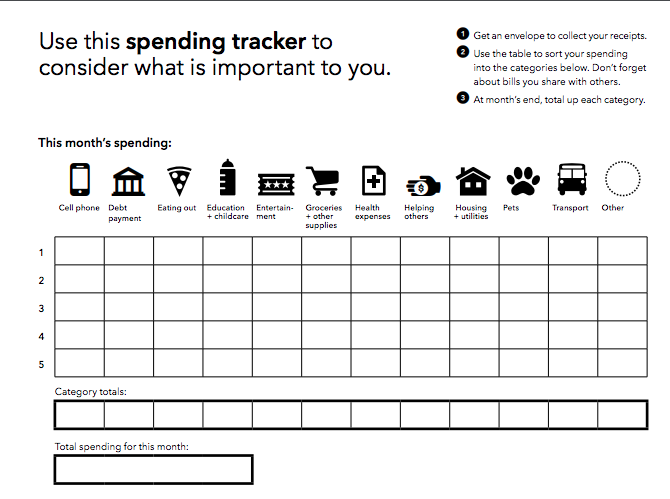 Use this spending tracker to
consider what is important to you.
1 Get an envelope to collect your receipts.
2 Use the table to sort your spending
into the categories below. Don't forget
about bills you share with others.
3 At month's end, total up each category.
This month's spending:
Cell phone
Debt
payment
Eating out
Education
+ childcare
Entertain-
ment
Groceries
+ other
supplies
Health
expenses
Helping
others
Housing
+ utilities
Pets
Transport
Other
1
2
3
4
5
Category totals:
Total spending for this month: